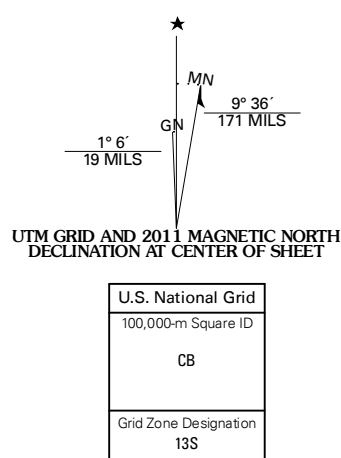 ★
MN
9° 36´
171 MILS
GN
1° 6´
19 MILS
UTM GRID AND 2011 MAGNETIC NORTH
DECLINATION AT CENTER OF SHEET
U.S. National Grid
100,000-m Square ID
CB
Grid Zone Designation
13S